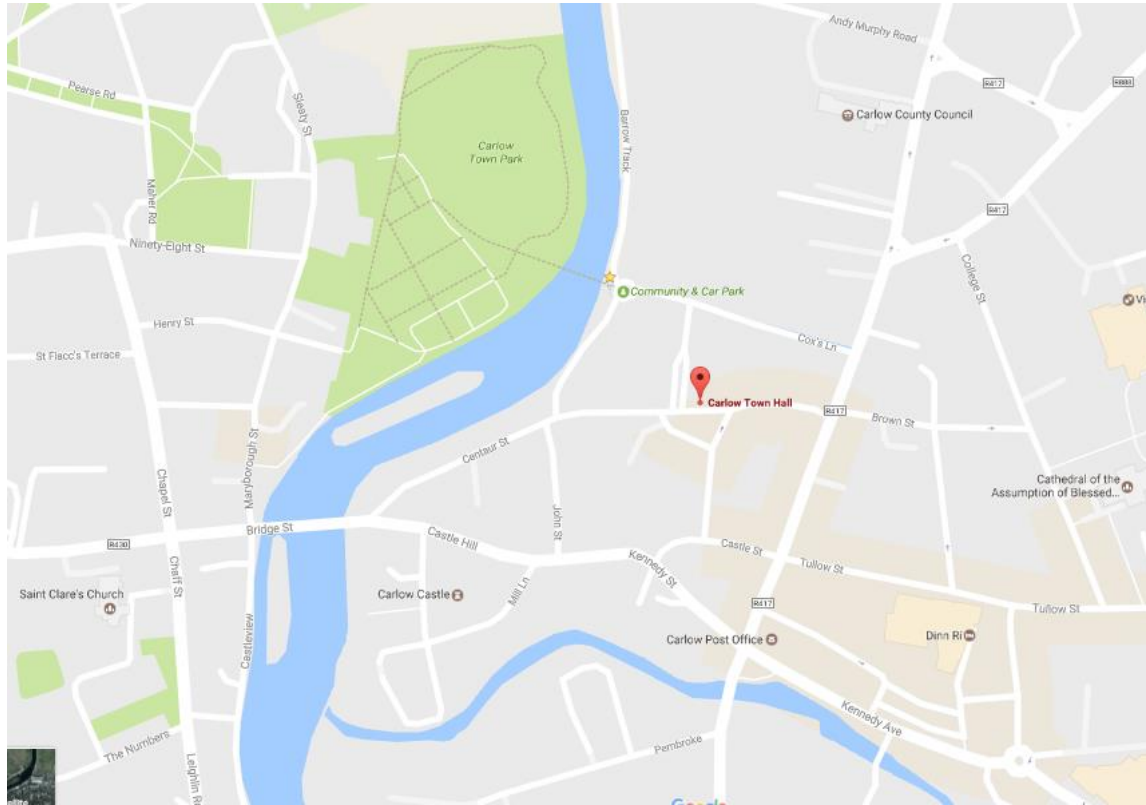 Andy Murphy Road
R417
Pearse Rd
Sleaty St
Carlow County Council
Carlow
Town Park
Barrow Track
Maher Rd
R417
Ninety Eight St
College St
Community & Car Park
Henry St
Cox's Ln
St Fiacc's Terrace
Carlow Town Hall
R417
Brown St
Centaur St
Maryborough St
Chapel St
Cathedral of the
Assumption of Blessed...
John St
Bridge St
R430
Castle Hill
Castle St
Kennedy St
Tullow St
Chaff St
Saint Clare's Church
Carlow Castle
Mill Ln
R417
Tullow St
Castleview
Carlow Post Office
Dinn Ri
Kennedy Ave
The Numbers
Pembroke
Leighlin
Google